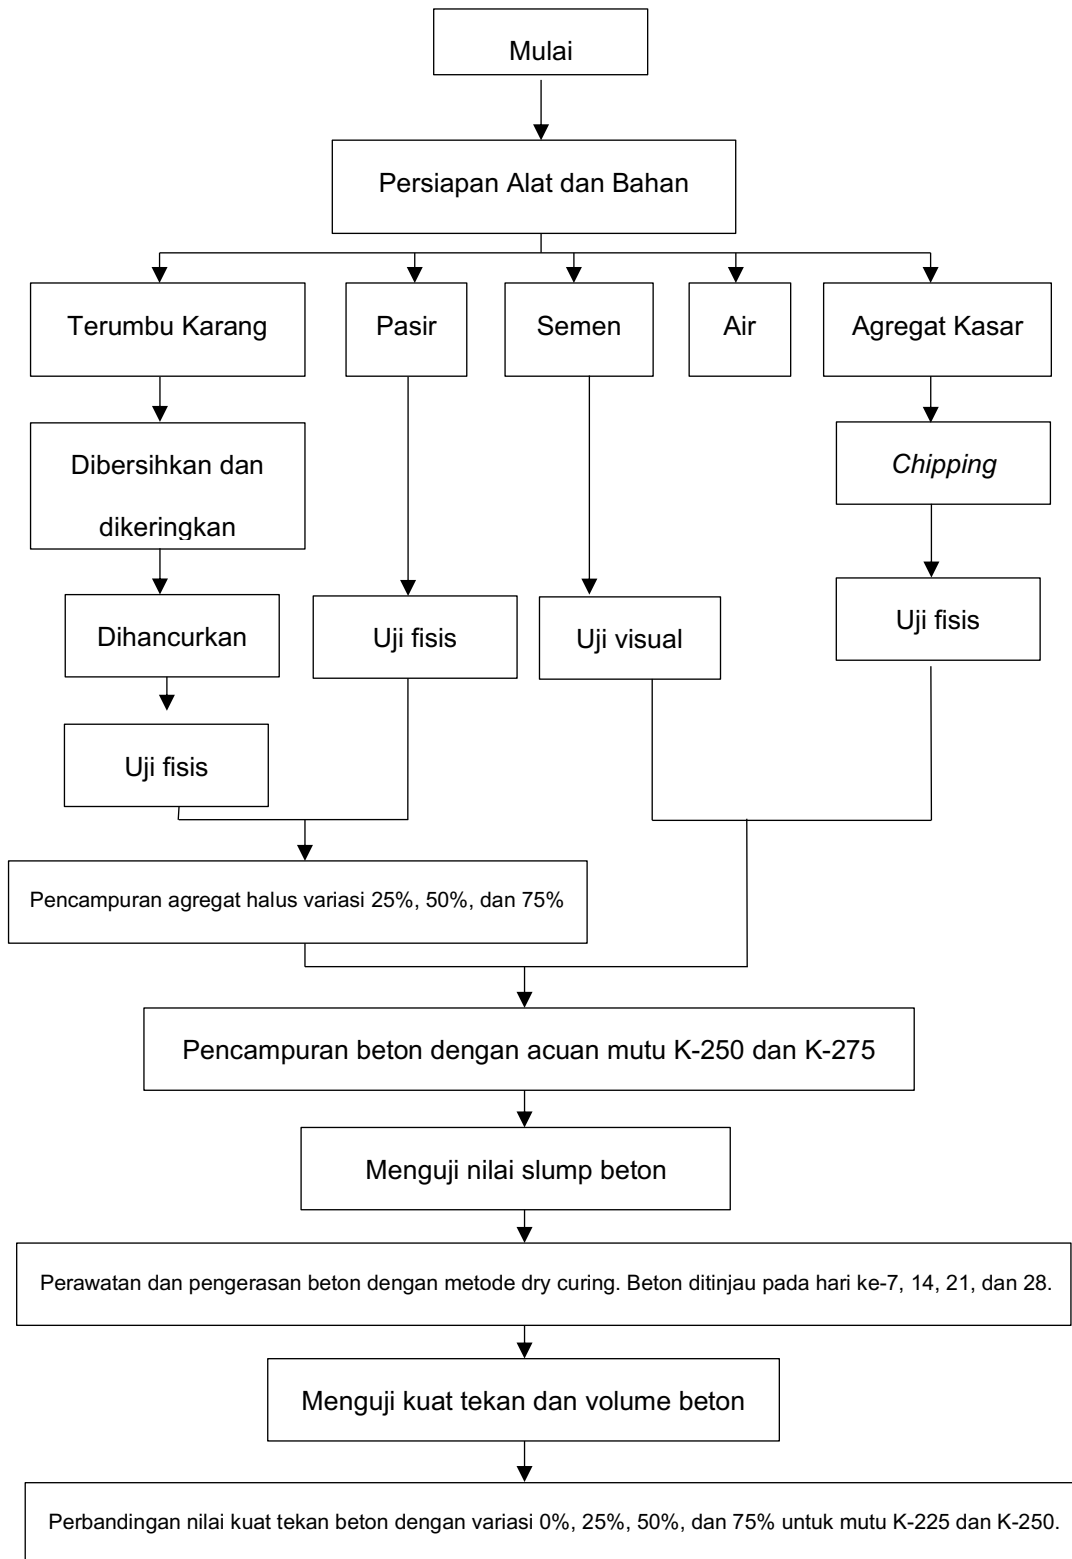 Mulai
Persiapan Alat dan Bahan
Terumbu Karang
Pasir
Semen
Air
Agregat Kasar
Dibersihkan dan
dikeringkan
Chipping
Dihancurkan
Uji fisis
Uji visual
Uji fisis
Uji fisis
Pencampuran agregat halus variasi 25%, 50%, dan 75%
Pencampuran beton dengan acuan mutu K-250 dan K-275
Menguji nilai slump beton
Perawatan dan pengerasan beton dengan metode dry curing. Beton ditinjau pada hari ke-7, 14, 21, dan 28.
Menguji kuat tekan dan volume beton
Perbandingan nilai kuat tekan beton dengan variasi 0%, 25%, 50%, dan 75% untuk mutu K-225 dan K-250.